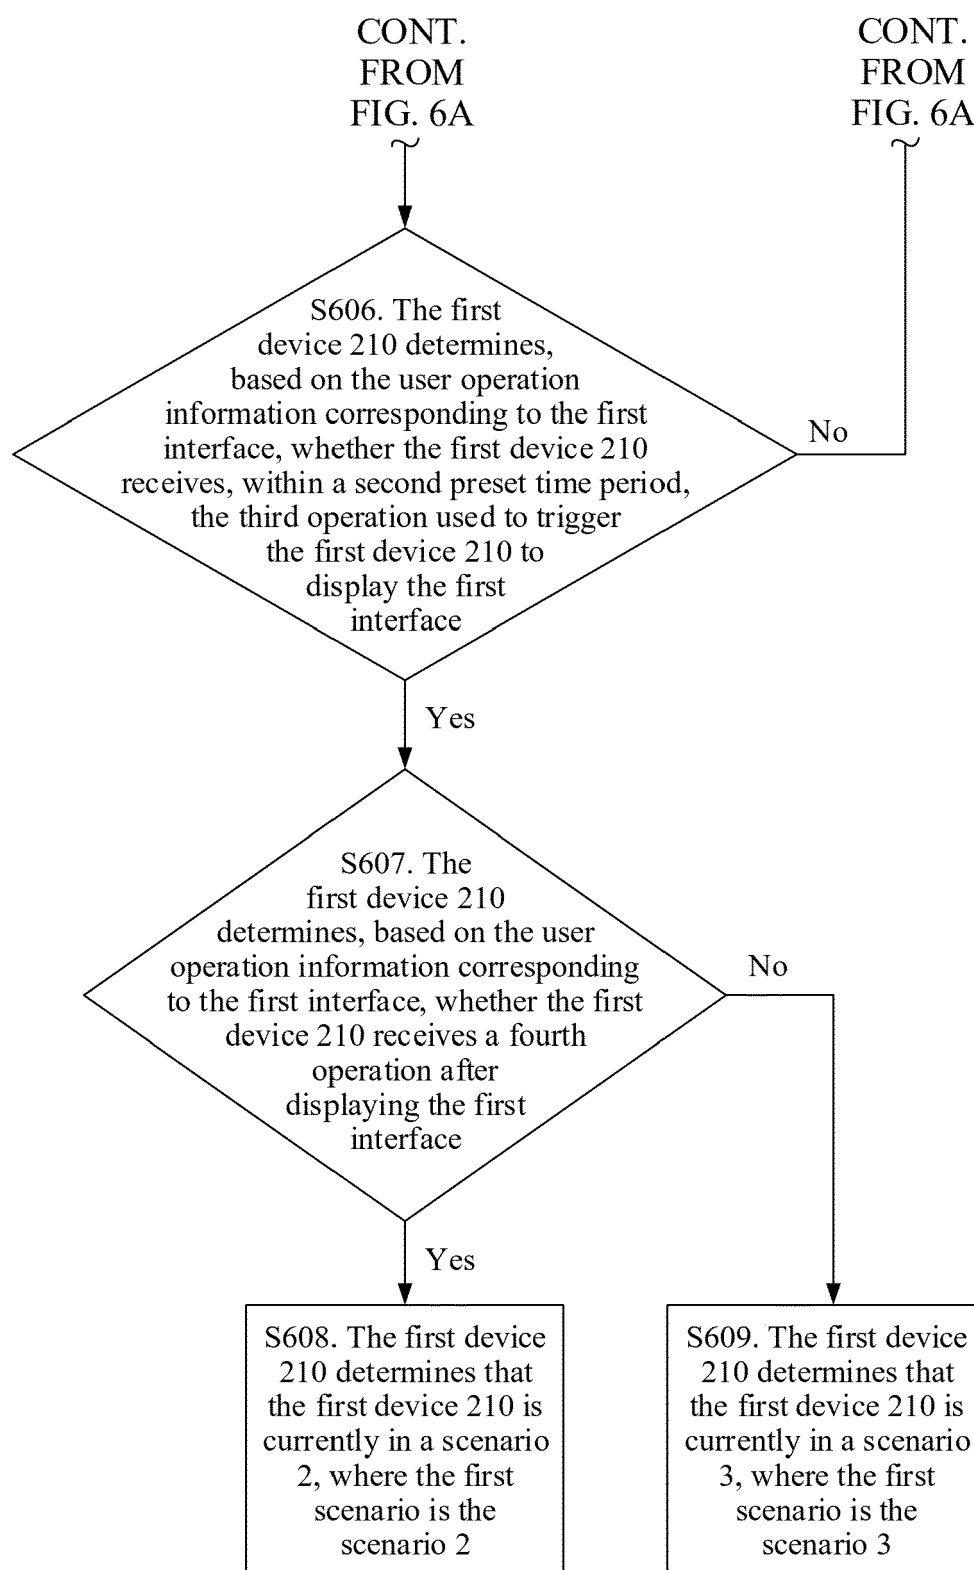 CONT.
FROM
FIG. 6A
CONT.
FROM
FIG. 6A
S606. The first
device 210 determines,
based on the user operation
information corresponding to the first
interface, whether the first device 210
receives, within a second preset time period,
the third operation used to trigger
the first device 210 to
display the first
interface
No
Yes
S607. The
first device 210
determines, based on the user
operation information corresponding
to the first interface, whether the first
device 210 receives a fourth
operation after
displaying the first
interface
No
Yes
S608. The first device
210 determines that
the first device 210 is
currently in a scenario
2, where the first
scenario is the
scenario 2
S609. The first device
210 determines that
the first device 210 is
currently in a scenario
3, where the first
scenario is the
scenario 3